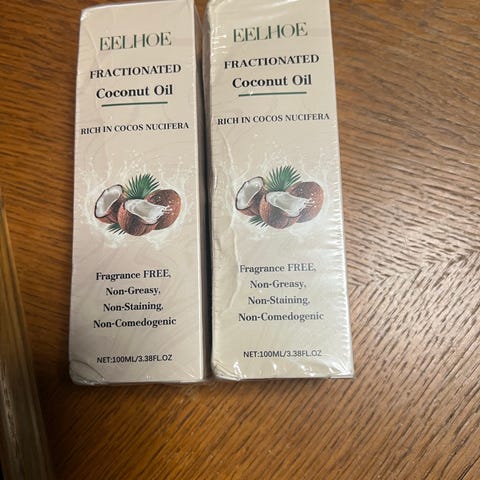 EELHOE
FRACTIONATED
Coconut Oil
RICH IN COCOS NUCIFERA
Fragrance FREE,
Non-Greasy,
Non-Staining,
Non-Comedogenic
NET:100ML/3.38FL.OZ
EELHOE
FRACTIONATED
Coconut Oil
RICH IN COCOS NUCIFERA
Fragrance FREE,
Non-Greasy,
Non-Staining,
Non-Comedogenic
NET:100ML/3.38FL.OZ